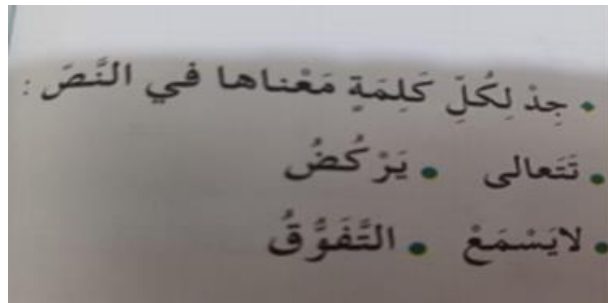 • جِدْ لِكُلِّ كَلِمَةٍ مَعْناها في النَّصَ :
• تَتَعالى • يَرْكُضُ
• لايَسْمَعْ • التَّفَوُّقُ